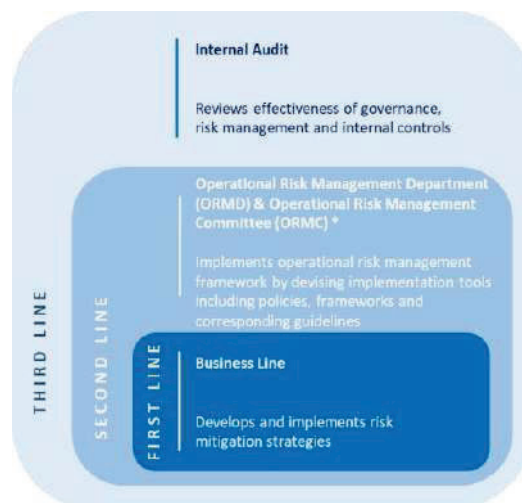 Internal Audit
Reviews effectiveness of governance,
risk management and internal controls
Operational Risk Management Department
(ORMD) & Operational Risk Management
Committee (ORMC) *
Implements operational risk management
framework by devising implementation tools
including policies, frameworks and
corresponding guidelines
Business Line
Develops and implements risk
mitigation strategies
THIRD LINE
SECOND LINE
FIRST LINE